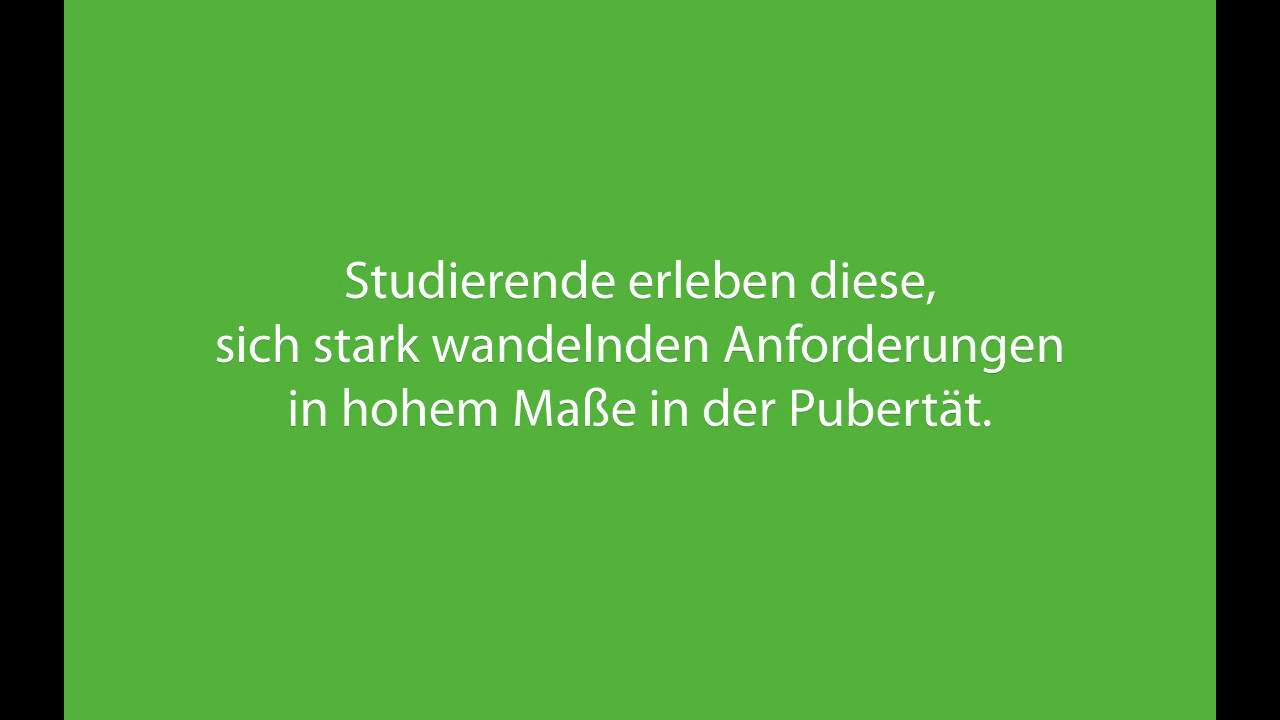 Studierende erleben diese,
sich stark wandelnden Anforderungen
in hohem Maße in der Pubertät.